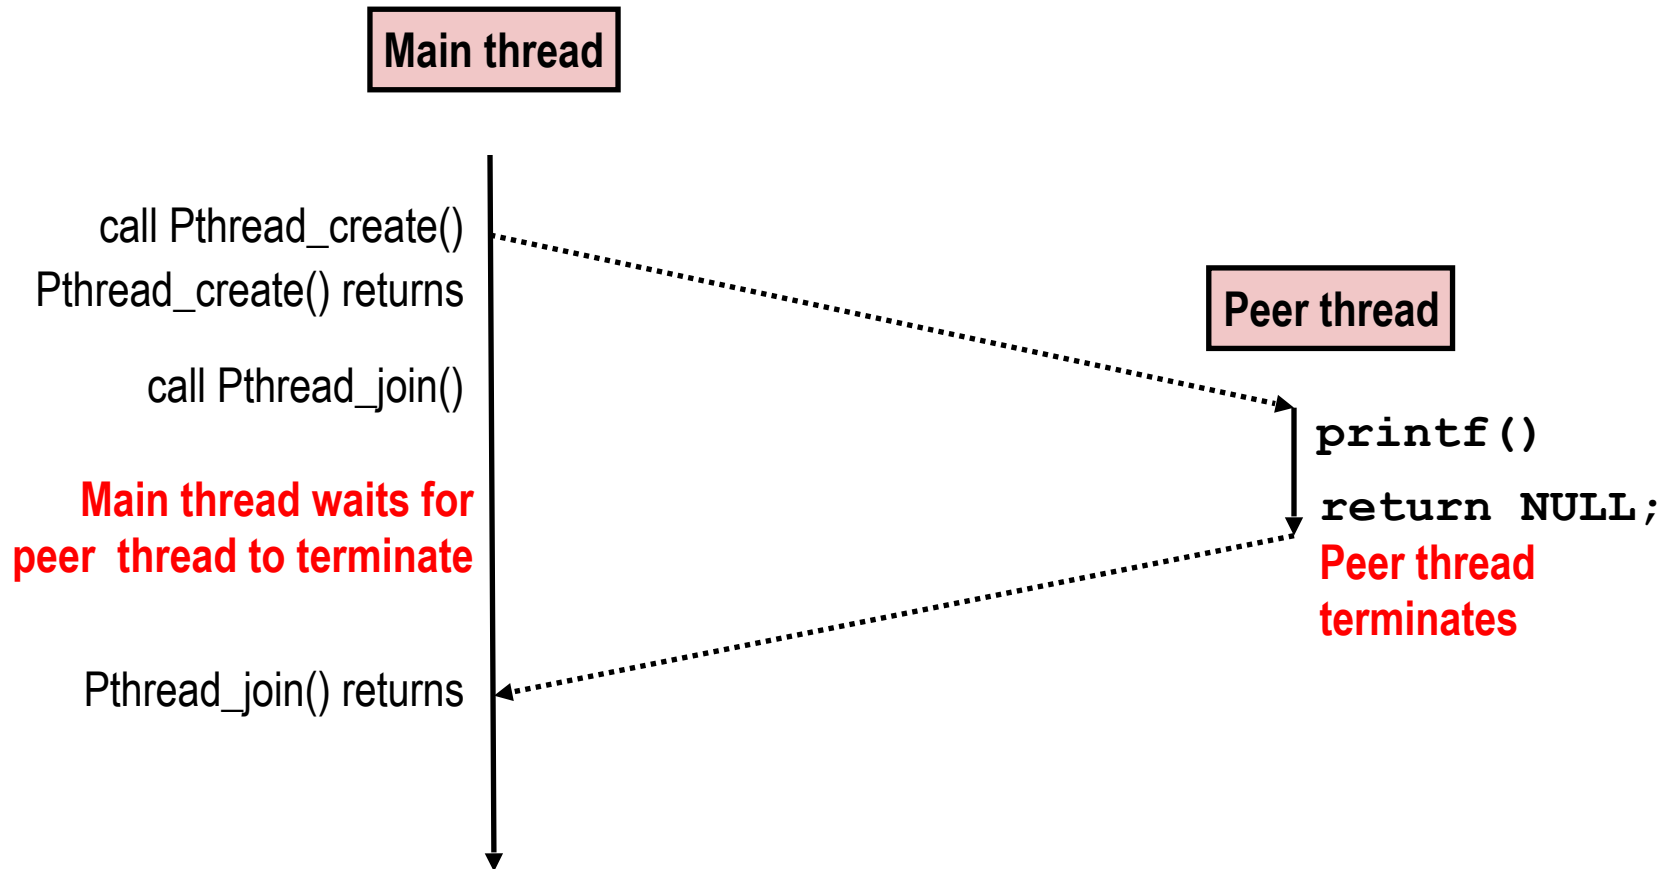 Main thread
call Pthread_create()
Pthread_create() returns
Peer thread
call Pthread_join()
printf()
Main thread waits for
peer thread to terminate
return NULL;
Peer thread
terminates
Pthread_join() returns